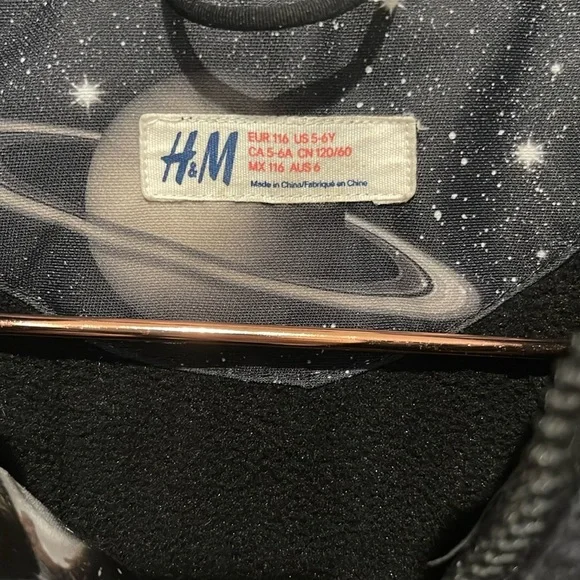 H&M
EUR 116 US 5-6Y
CA 5-6A CN 120/60
MX 116 AUS 6
Made in China/Fabriqué en Chine